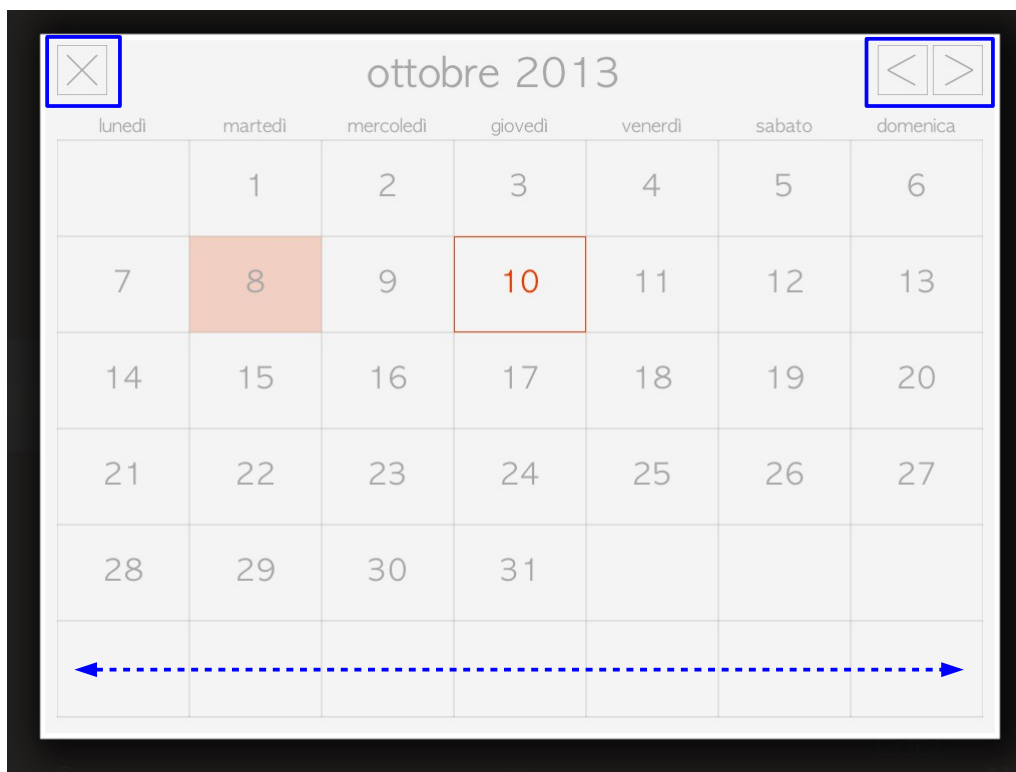 ottobre 2013
lunedì martedì mercoledì giovedì venerdì sabato domenica
1 2 3 4 5 6
7 8 9 10 11 12 13
14 15 16 17 18 19 20
21 22 23 24 25 26 27
28 29 30 31